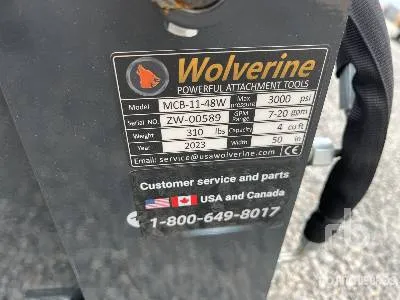 Wolverine
POWERFUL ATTACHMENT TOOLS
Model MCB-11-48W Max pressure 3000 psi
Serial NO. ZW-00589 GPM Range 7-20 gpm
Weight 310 lbs Capacity 4 cu ft
Year 2023 Width 50 in
Email: service@usawolverine.com CE
Customer service and parts
USA and Canada
1-800-649-8017
rb